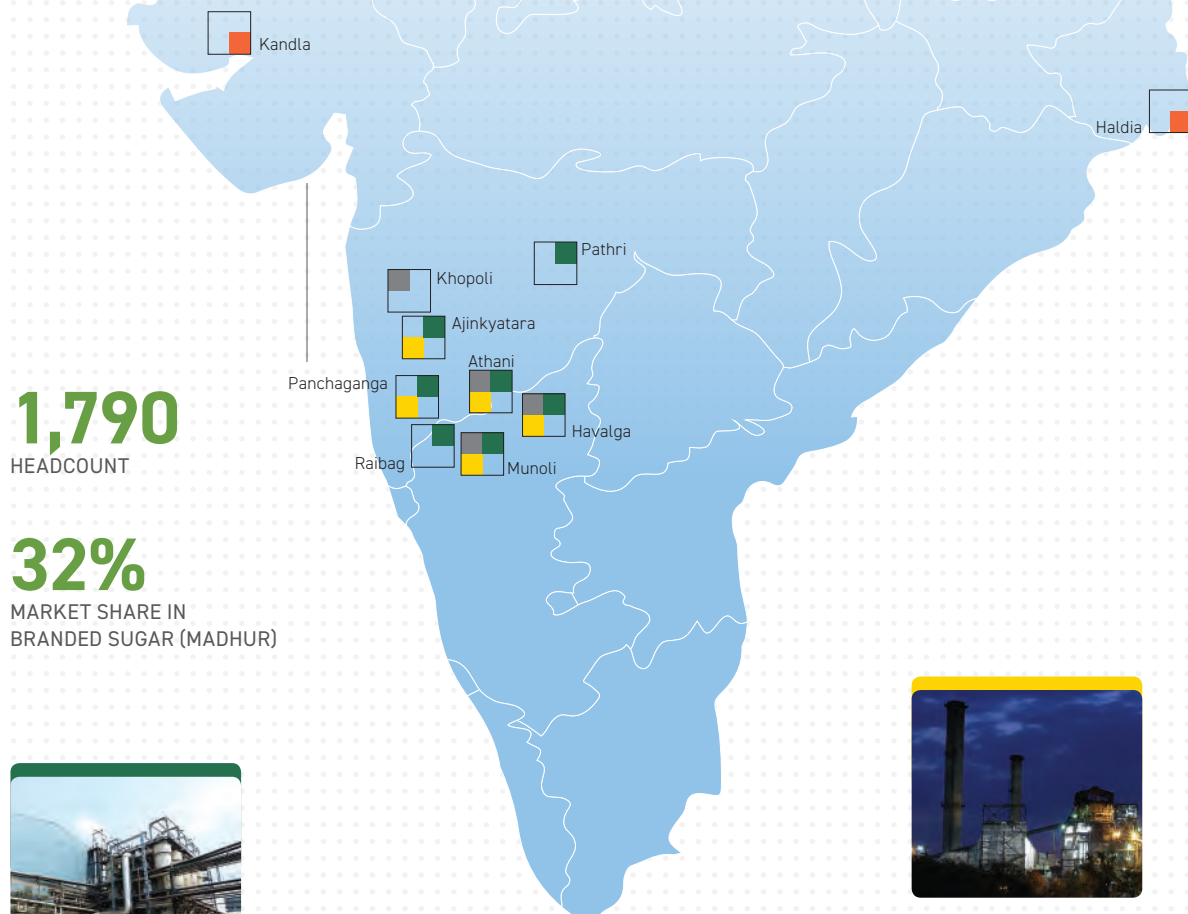 Kandla
Haldia
Pathri
Khopoli
Ajinkyatara
Athani
Panchaganga
Havalga
Raibag
Munoli
1,790
HEADCOUNT
32%
MARKET SHARE IN
BRANDED SUGAR (MADHUR)